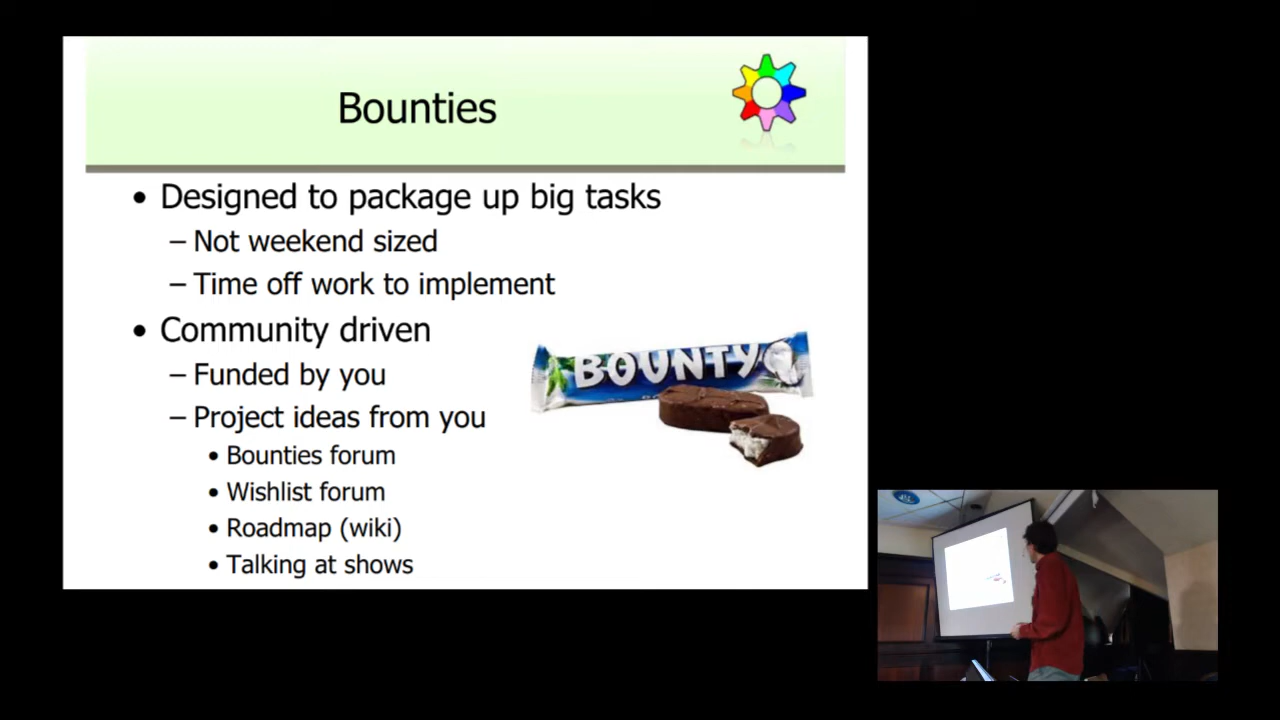 Bounties
• Designed to package up big tasks
– Not weekend sized
– Time off work to implement
• Community driven
– Funded by you
– Project ideas from you
• Bounties forum
• Wishlist forum
• Roadmap (wiki)
• Talking at shows
BOUNTY